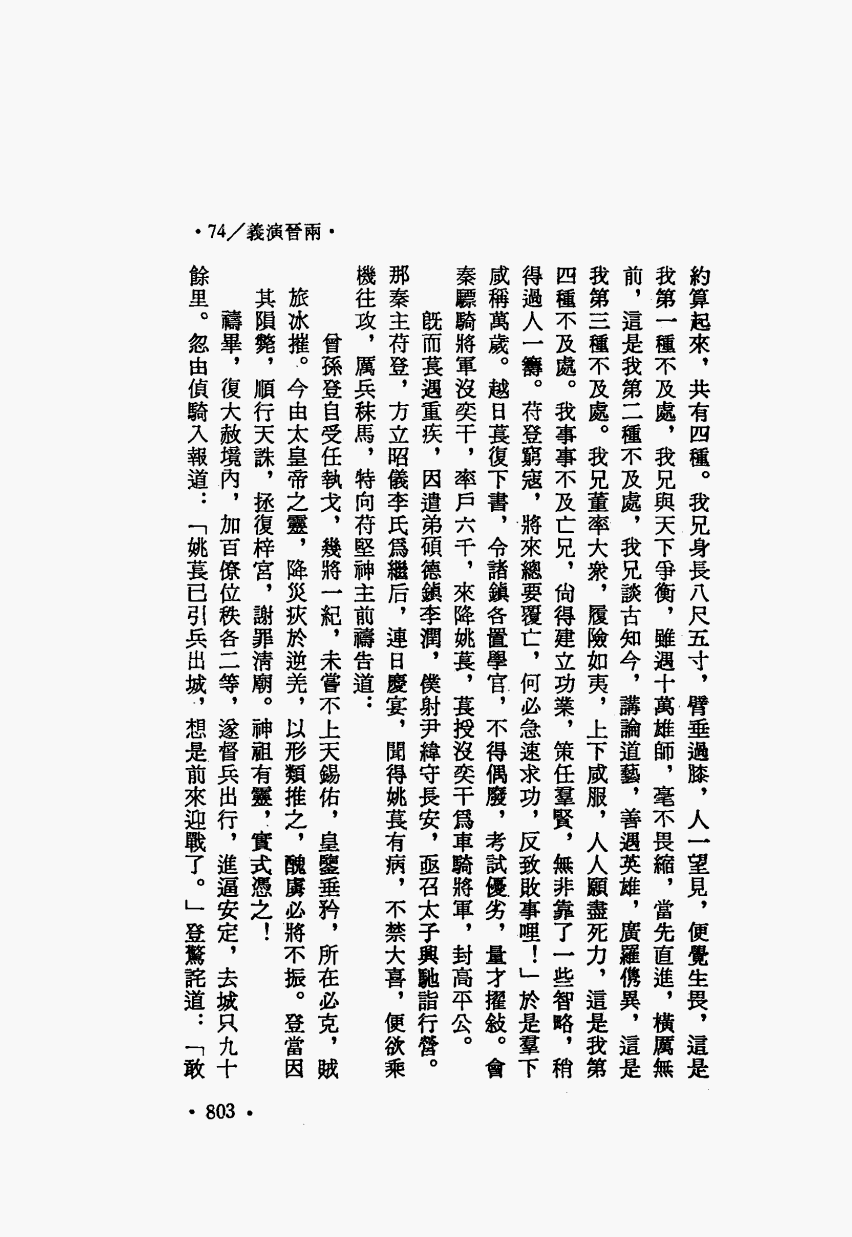 ・74／義演晉兩・
約算起來，共有四種。我兄身長八尺五寸，臂垂過膝，人一望見，便覺生畏，這是
我第一種不及處，我兄與天下爭衡，雖遇十萬雄師，毫不畏縮，當先直進，橫厲無
前，這是我第二種不及處，我兄談古知今，講論道藝，善遇英雄，廣羅儁異，這是
我第三種不及處。我兄董率大衆，履險如夷，上下咸服，人人願盡死力，這是我第
四種不及處。我事事不及亡兄，尙得建立功業，策任羣賢，無非靠了一些智略，稍
得過人一籌。苻登窮寇，將來總要覆亡，何必急速求功，反致敗事哩！」於是羣下
咸稱萬歲。越日萇復下書，令諸鎮各置學官，不得偶廢，考試優劣，量才擢敍。會
秦驃騎將軍沒奕干，率戶六千，來降姚萇，萇授沒奕干爲車騎將軍，封高平公。
旣而萇遇重疾，因遣弟碩德鎮李潤，僕射尹緯守長安，亟召太子興馳詣行營。
那秦主苻登，方立昭儀李氏爲繼后，連日慶宴，聞得姚萇有病，不禁大喜，便欲乘
機往攻，厲兵秣馬，特向苻堅神主前禱告道：
曾孫登自受任執戈，幾將一紀，未嘗不上天錫佑，皇鑒垂矜，所在必克，賊
旅冰摧。今由太皇帝之靈，降災疢於逆羌，以形類推之，醜虜必將不振。登當因
其隕斃，順行天誅，拯復梓宮，謝罪淸廟。神祖有靈，實式憑之！
禱畢，復大赦境內，加百僚位秩各二等，遂督兵出行，進逼安定，去城只九十
餘里。忽由偵騎入報道：「姚萇已引兵出城，想是前來迎戰了。」登驚詫道：「敢
・803・